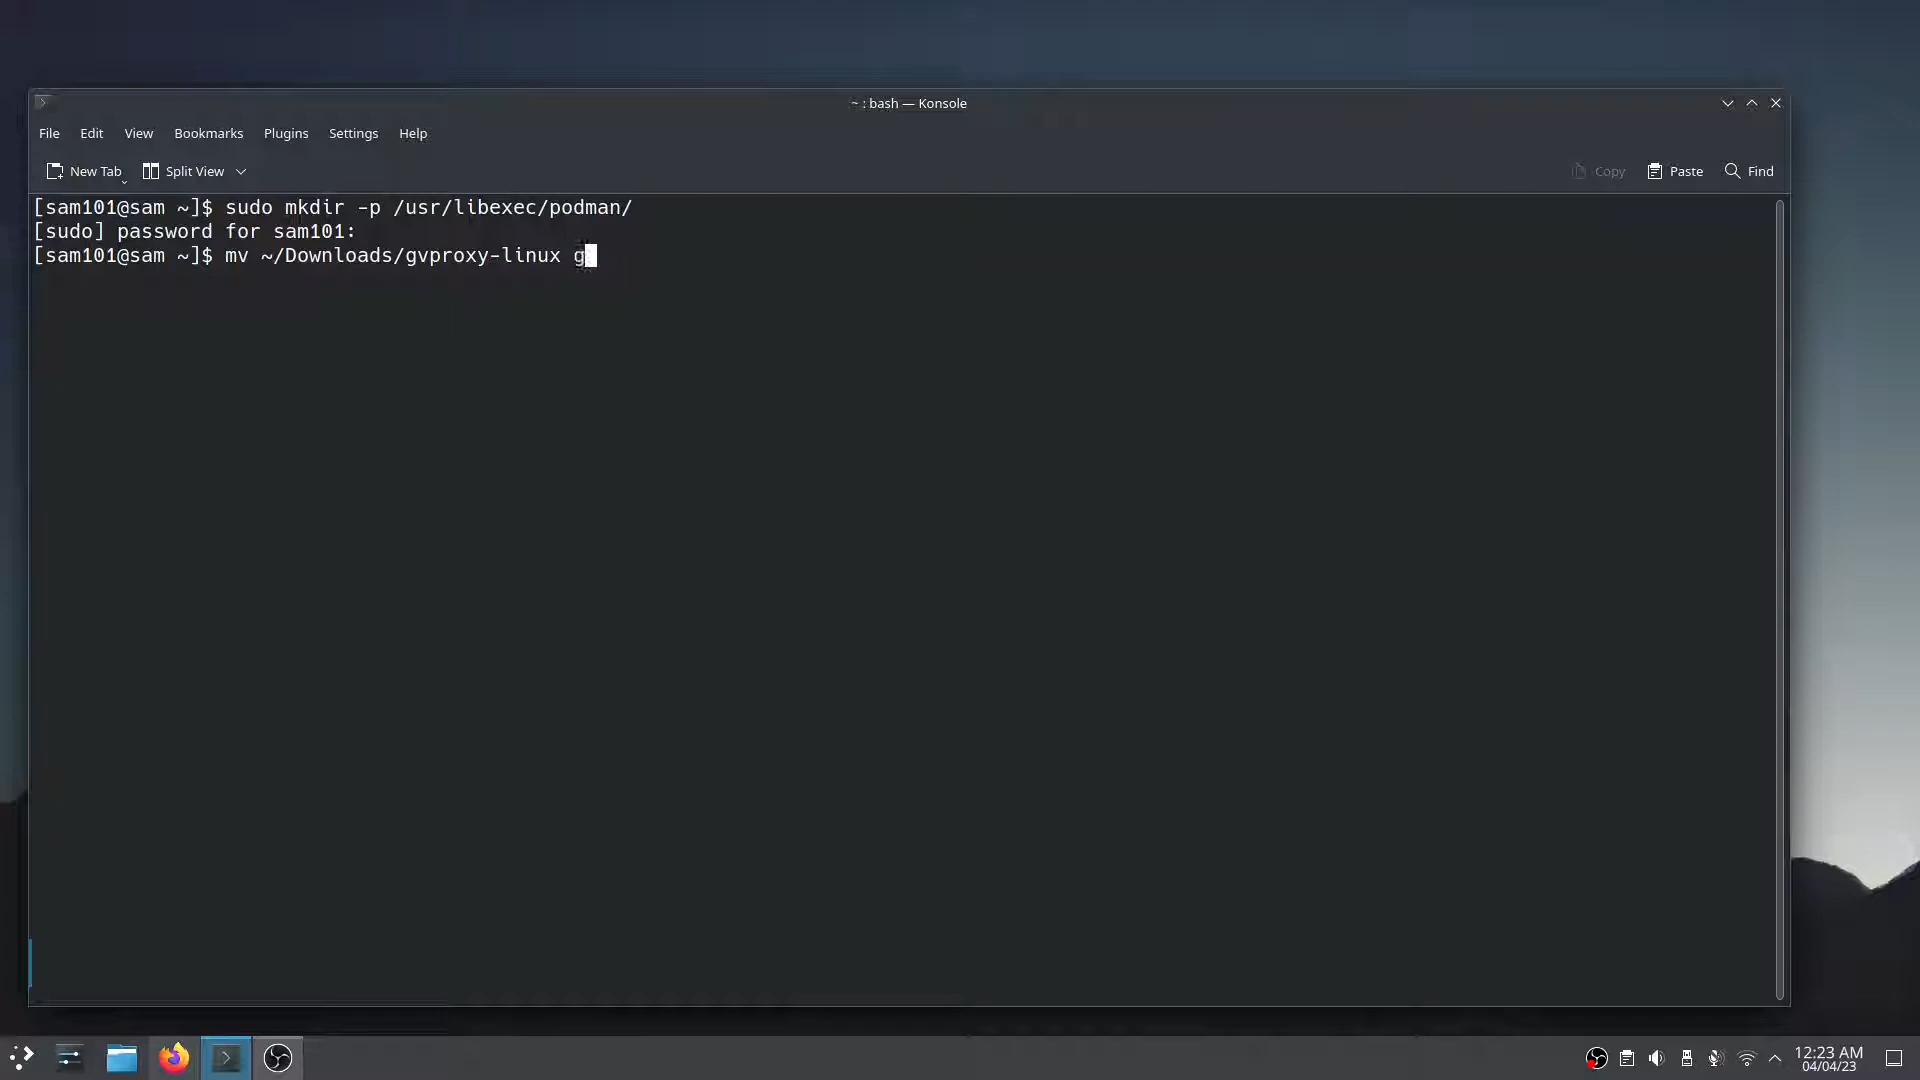 ~ : bash — Konsole
File Edit View Bookmarks Plugins Settings Help
New Tab Split View Copy Paste Find
[sam101@sam ~]$ sudo mkdir -p /usr/libexec/podman/
[sudo] password for sam101:
[sam101@sam ~]$ mv ~/Downloads/gvproxy-linux g
12:23 AM
04/04/23